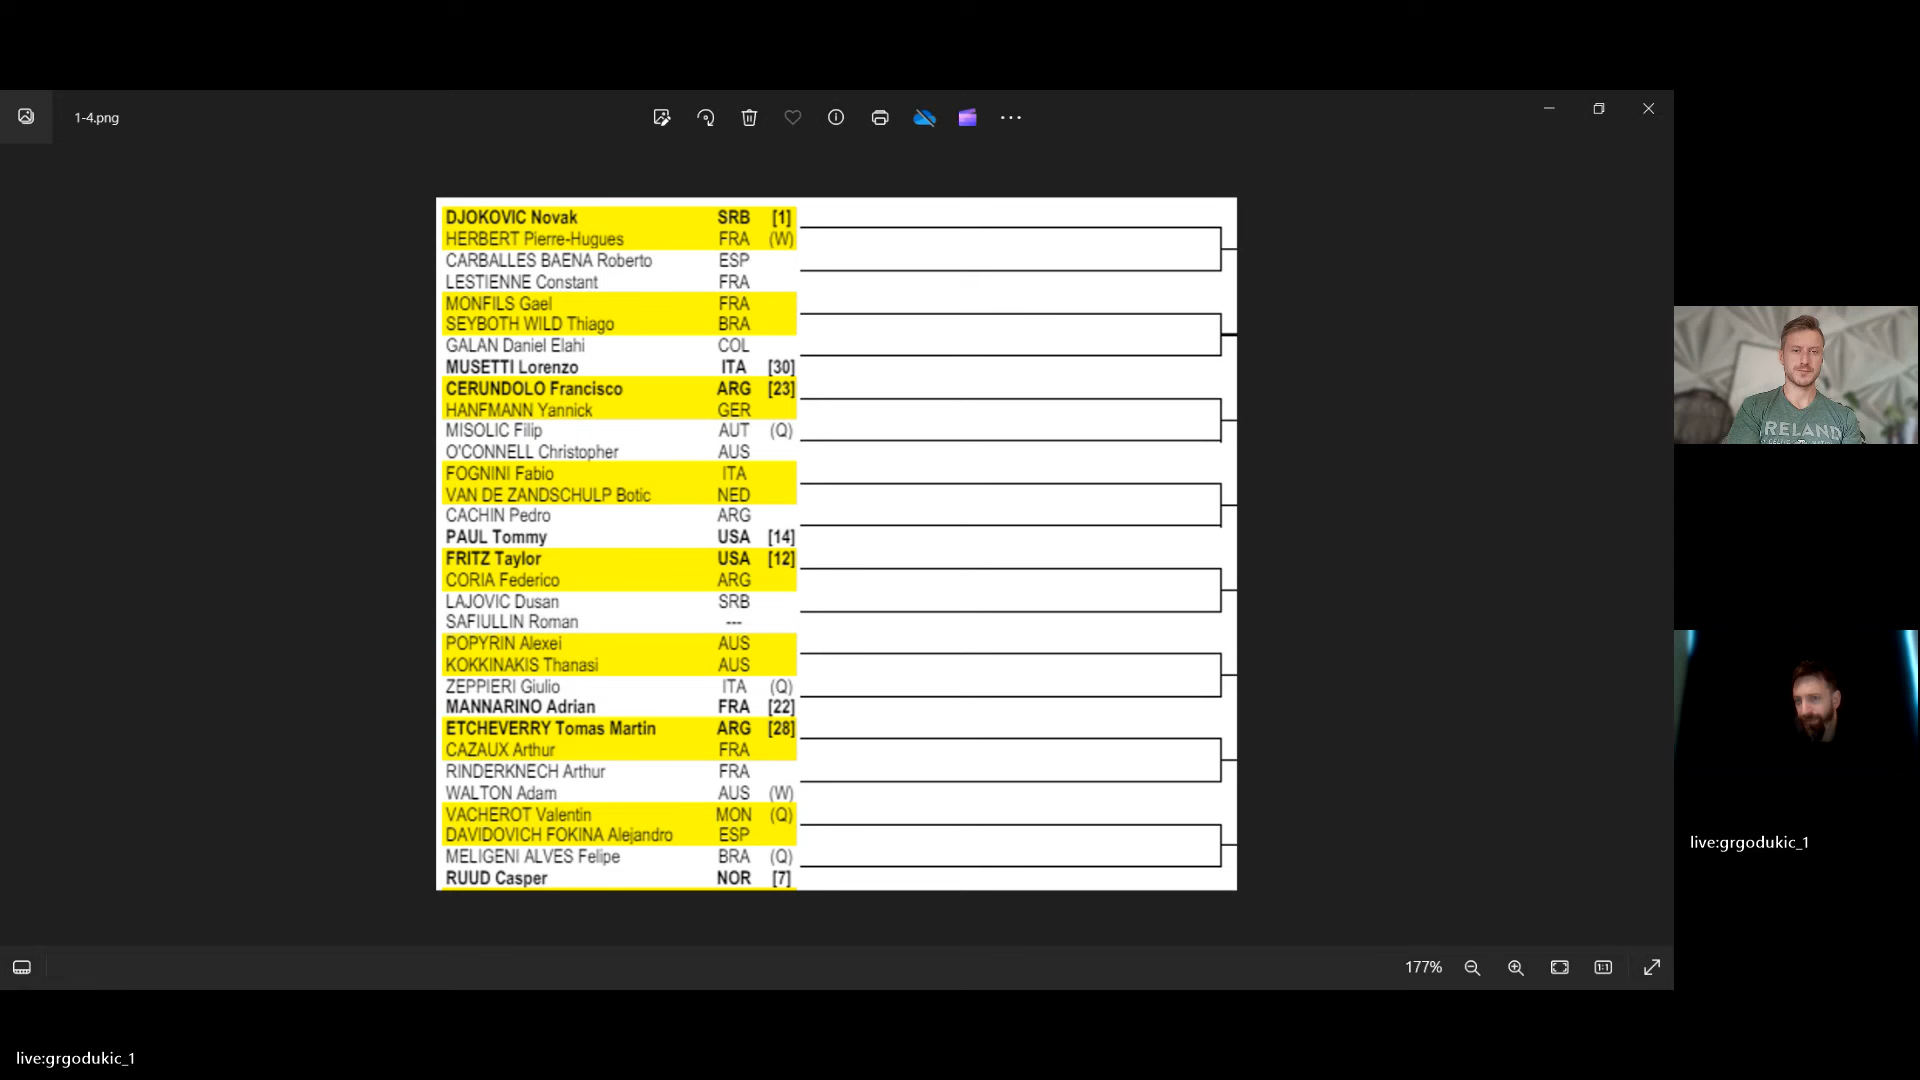 1-4.png
DJOKOVIC Novak SRB [1]
HERBERT Pierre-Hugues FRA (W)
CARBALLES BAENA Roberto ESP
LESTIENNE Constant FRA
MONFILS Gael FRA
SEYBOTH WILD Thiago BRA
GALAN Daniel Elahi COL
MUSETTI Lorenzo ITA [30]
CERUNDOLO Francisco ARG [23]
HANFMANN Yannick GER
MISOLIC Filip AUT (Q)
O'CONNELL Christopher AUS
FOGNINI Fabio ITA
VAN DE ZANDSCHULP Botic NED
CACHIN Pedro ARG
PAUL Tommy USA [14]
FRITZ Taylor USA [12]
CORIA Federico ARG
LAJOVIC Dusan SRB
SAFIULLIN Roman ---
POPYRIN Alexei AUS
KOKKINAKIS Thanasi AUS
ZEPPIERI Giulio ITA (Q)
MANNARINO Adrian FRA [22]
ETCHEVERRY Tomas Martin ARG [28]
CAZAUX Arthur FRA
RINDERKNECH Arthur FRA
WALTON Adam AUS (W)
VACHEROT Valentin MON (Q)
DAVIDOVICH FOKINA Alejandro ESP
MELIGENI ALVES Felipe BRA (Q)
RUUD Casper NOR [7]
RELAND
live:grgodukic_1
177%
1:1
live:grgodukic_1